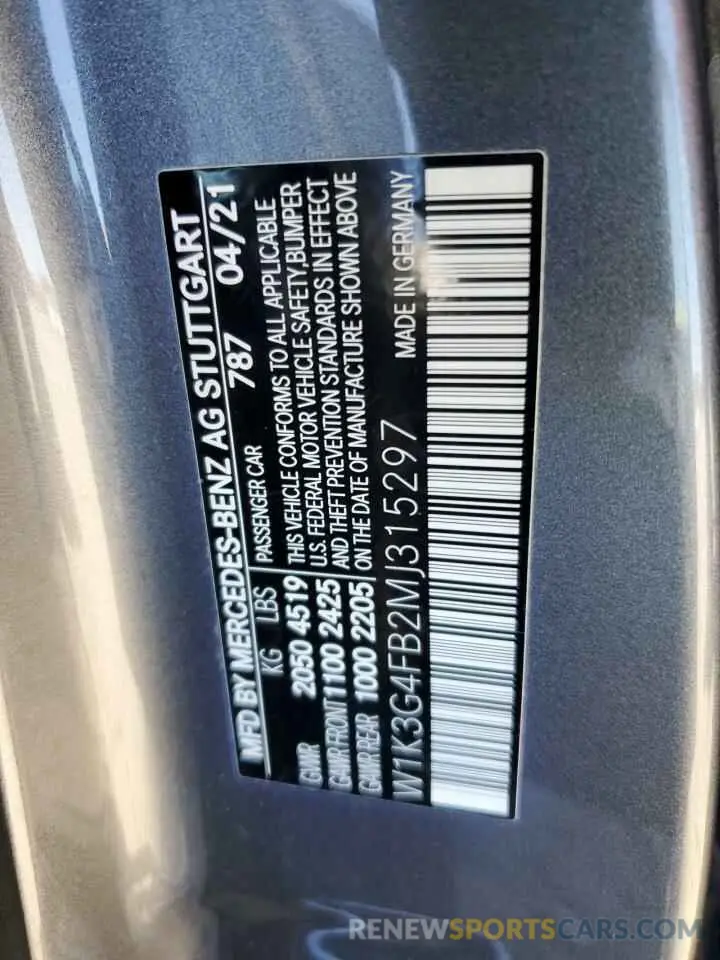 MFD BY MERCEDES-BENZ AG STUTTGART
787 04/21
KG LBS PASSENGER CAR
GVWR 2050 4519 THIS VEHICLE CONFORMS TO ALL APPLICABLE
U.S. FEDERAL MOTOR VEHICLE SAFETY,BUMPER
GAWR FRONT 1100 2425 AND THEFT PREVENTION STANDARDS IN EFFECT
GAWR REAR 1000 2205 ON THE DATE OF MANUFACTURE SHOWN ABOVE
W1K3G4FB2MJ315297 MADE IN GERMANY
RENEWSPORTSCARS.COM